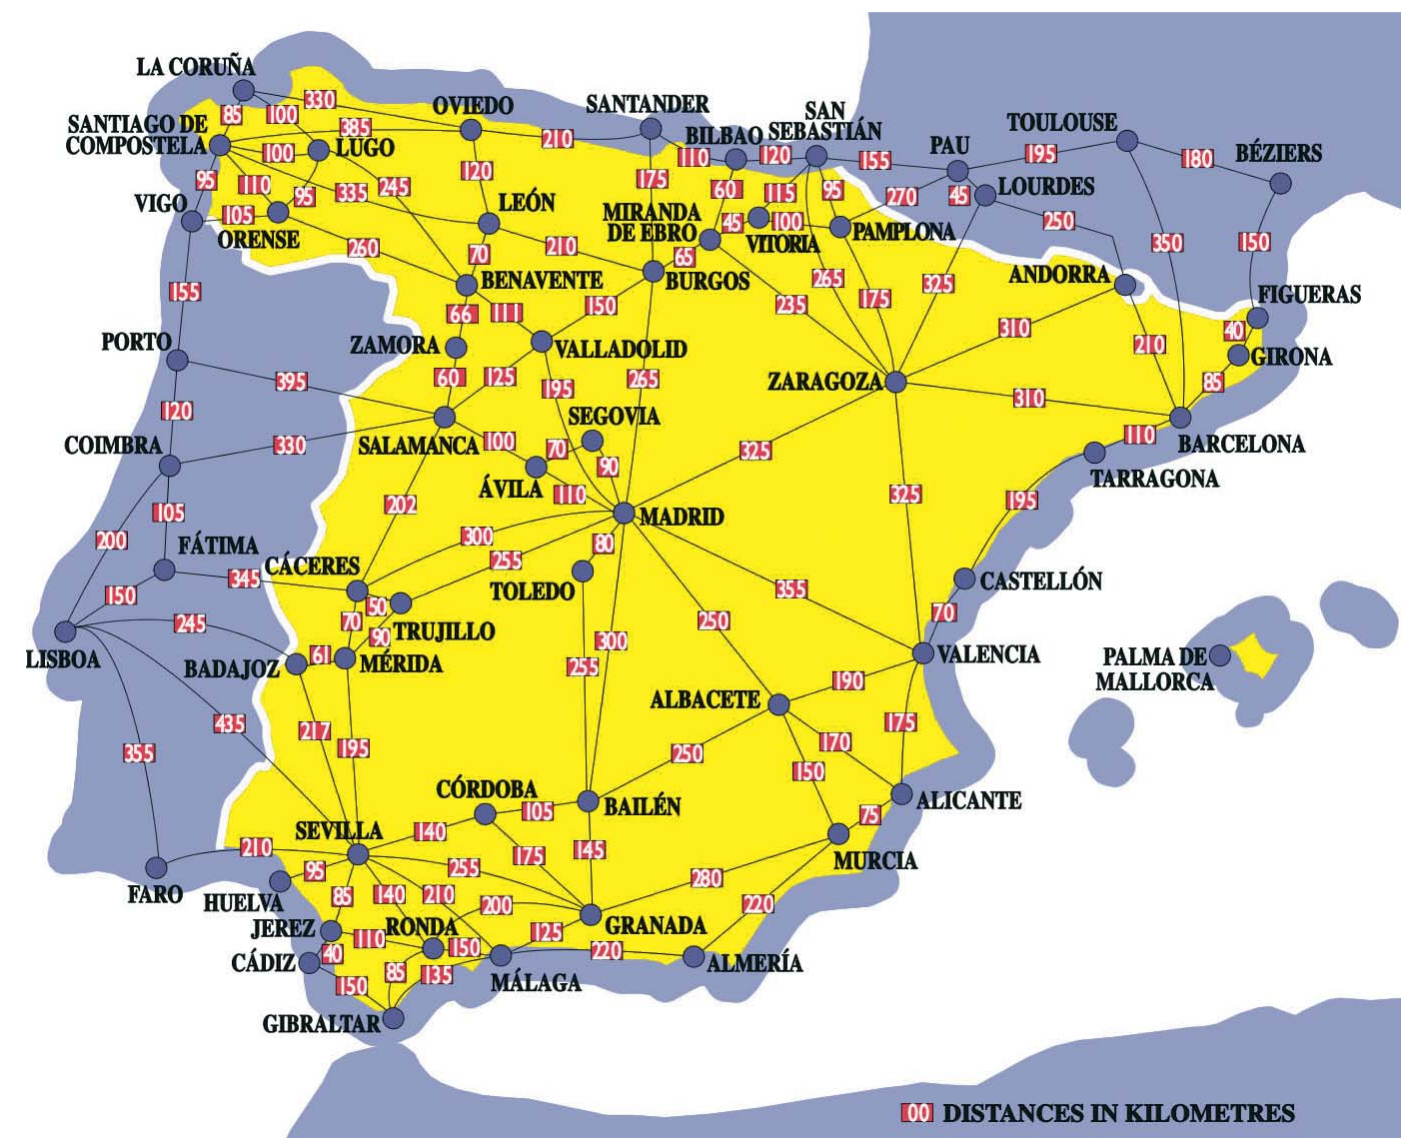 LA CORUÑA
330
OVIEDO
SANTANDER
SAN
SEBASTIÁN
85
100
SANTIAGO DE
COMPOSTELA
385
210
BILBAO
TOULOUSE
LUGO
100
110
120
155
PAU
195
180
BÉZIERS
95
110
95
335
245
120
175
60
115
95
270
45
LOURDES
VIGO
105
ORENSE
LEÓN
MIRANDA
DE EBRO
45
VITORIA
100
PAMPLONA
250
350
150
260
70
210
65
BENAVENTE
BURGOS
265
ANDORRA
155
66
111
150
235
175
325
FIGUERAS
PORTO
ZAMORA
VALLADOLID
310
210
40
GIRONA
395
60
125
195
265
ZARAGOZA
310
85
120
SEGOVIA
COIMBRA
330
SALAMANCA
100
70
90
325
110
BARCELONA
ÁVILA
110
TARRAGONA
202
MADRID
325
195
105
200
FÁTIMA
300
80
CÁCERES
255
345
TOLEDO
355
CASTELLÓN
150
50
70
TRUJILLO
90
250
70
245
300
LISBOA
61
BADAJOZ
MÉRIDA
255
VALENCIA
PALMA DE
MALLORCA
190
ALBACETE
435
217
195
175
355
250
170
150
CÓRDOBA
105
BAILÉN
ALICANTE
SEVILLA
140
75
210
175
145
MURCIA
95
255
280
FARO
HUELVA
85
140
210
200
220
JEREZ
110
RONDA
GRANADA
125
CÁDIZ
40
150
220
ALMERÍA
150
85
135
MÁLAGA
GIBRALTAR
00 DISTANCES IN KILOMETRES